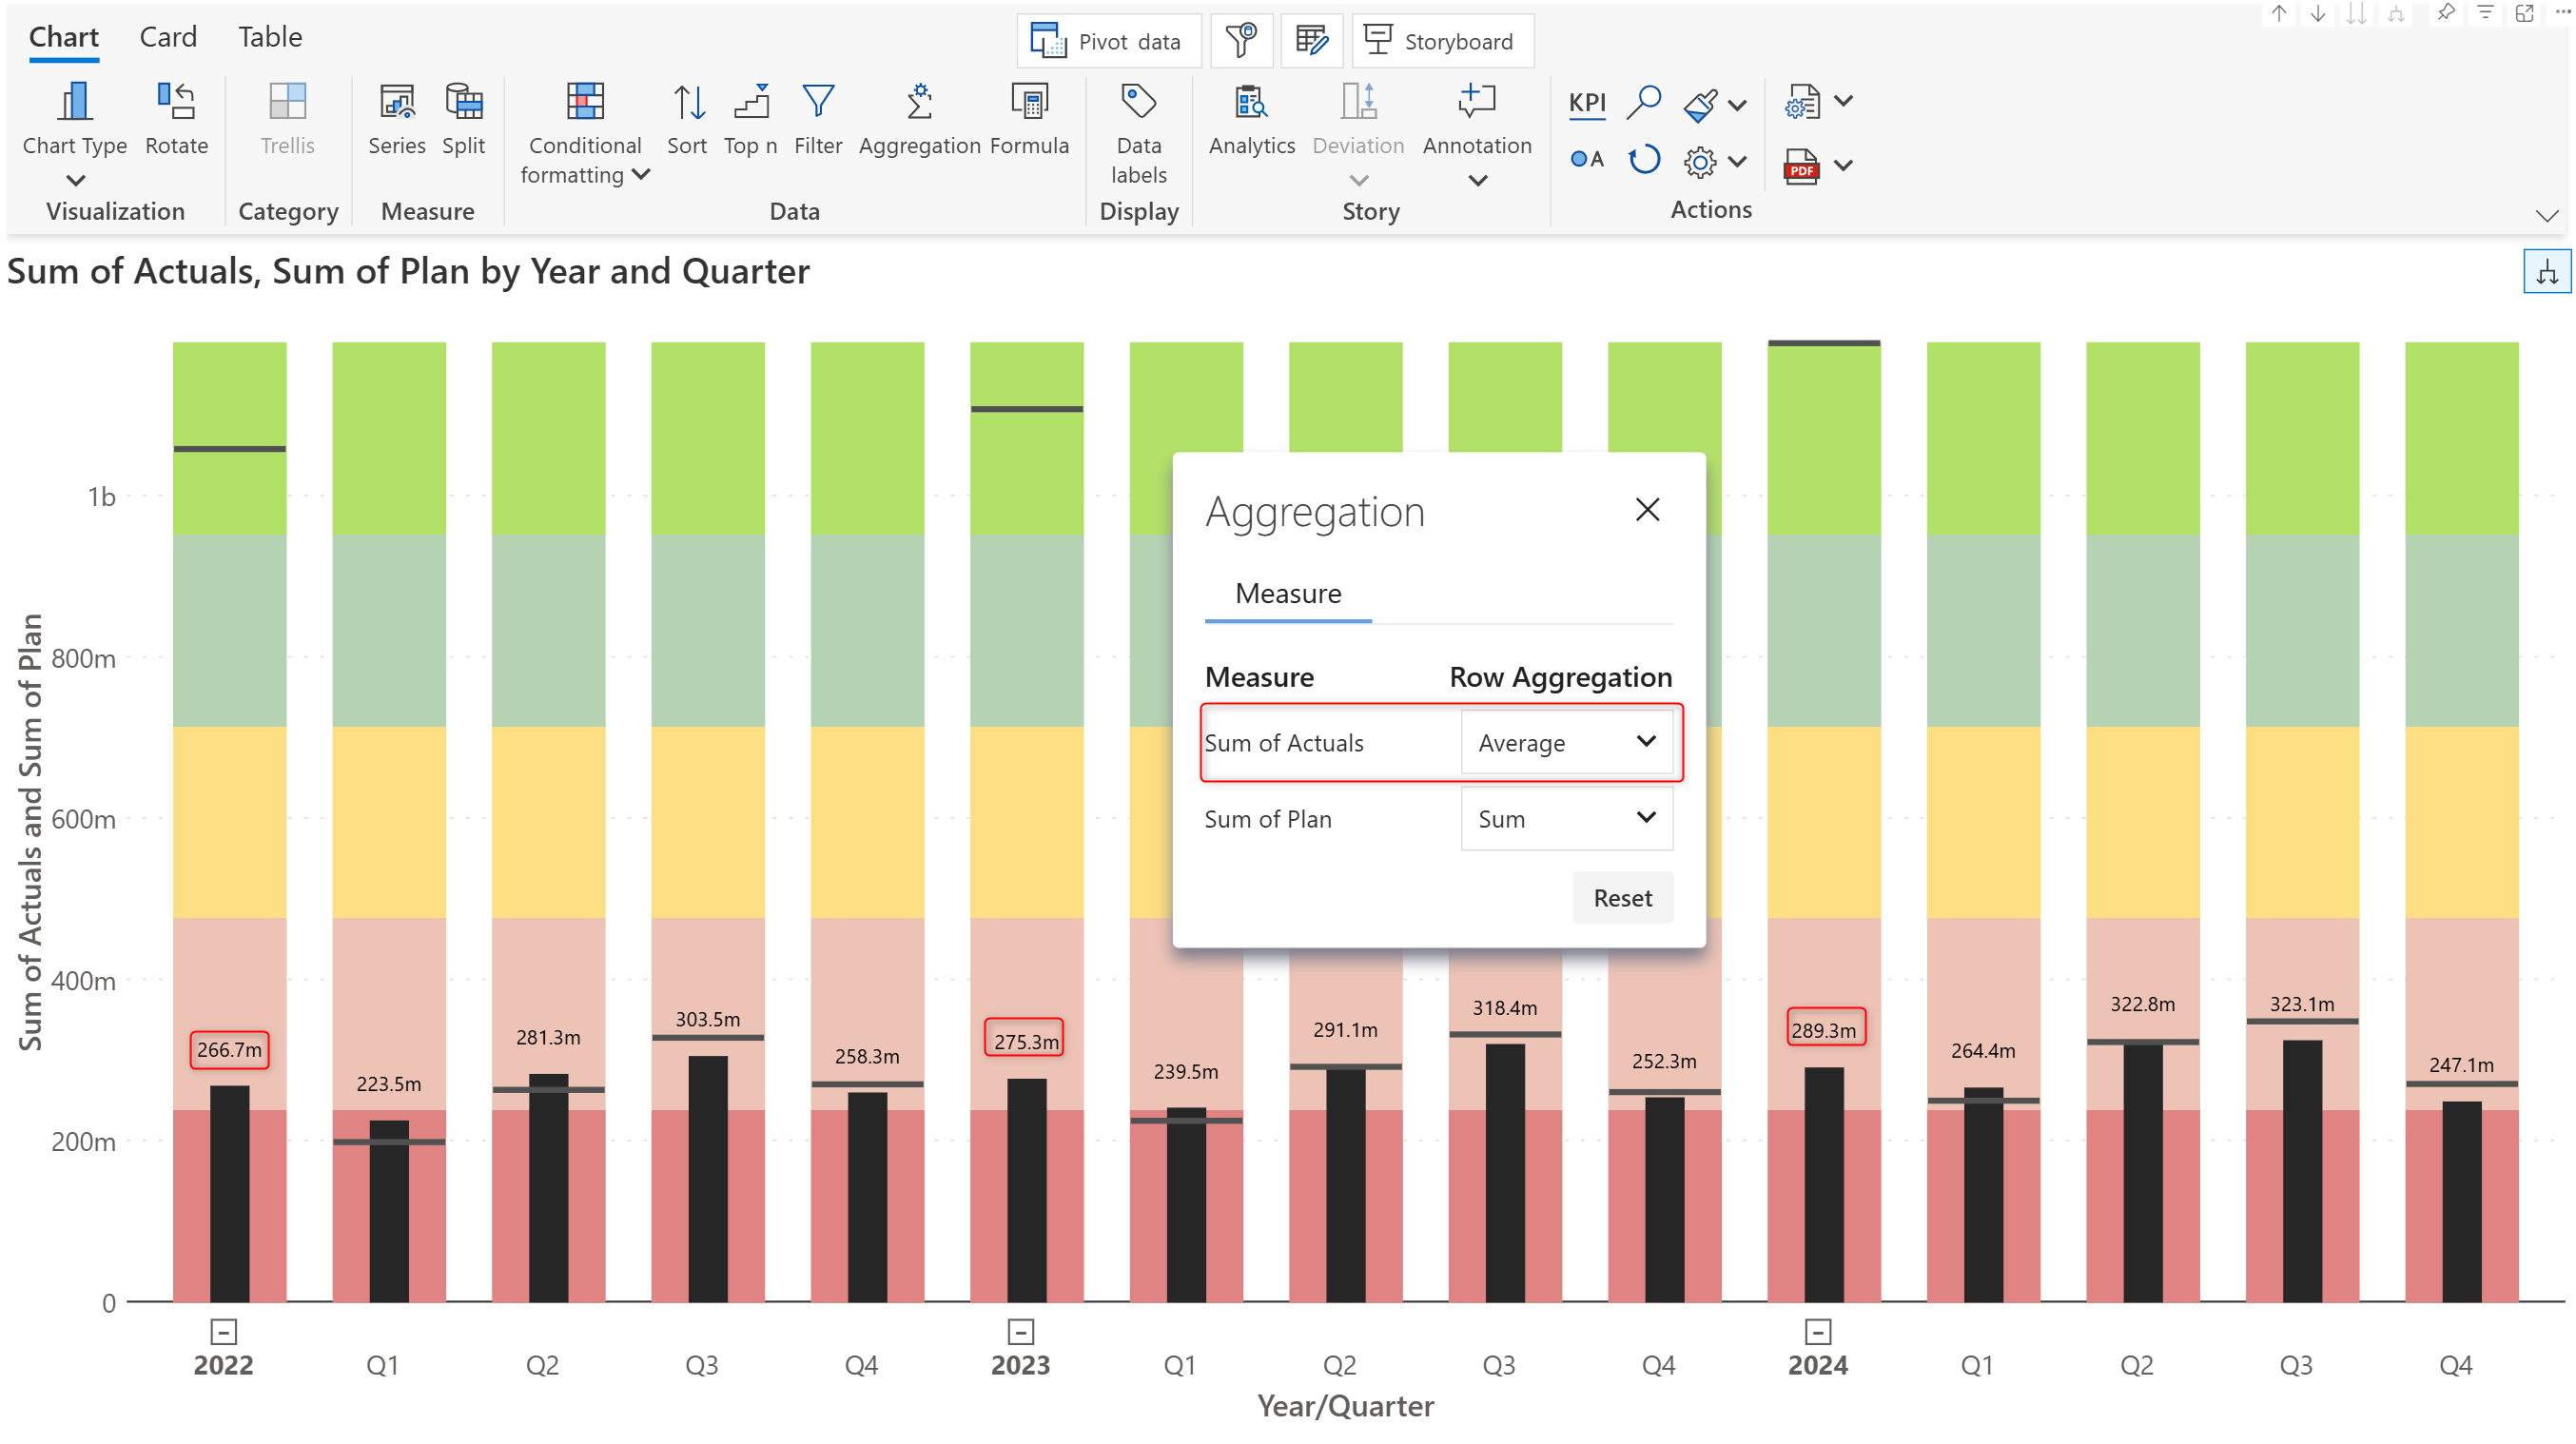 Chart Card Table
Pivot data
Storyboard
Chart Type
Rotate
Trellis
Series
Split
Conditional
formatting
Sort
Top n
Filter
Aggregation
Formula
Data
labels
Analytics
Deviation
Annotation
KPI
A
PDF
Visualization
Category
Measure
Data
Display
Story
Actions
Sum of Actuals, Sum of Plan by Year and Quarter
Sum of Actuals and Sum of Plan
1b
800m
600m
400m
200m
0
Aggregation
Measure
Measure Row Aggregation
Sum of Actuals Average
Sum of Plan Sum
Reset
266.7m
223.5m
281.3m
303.5m
258.3m
275.3m
239.5m
291.1m
318.4m
252.3m
289.3m
264.4m
322.8m
323.1m
247.1m
2022 Q1 Q2 Q3 Q4 2023 Q1 Q2 Q3 Q4 2024 Q1 Q2 Q3 Q4
Year/Quarter